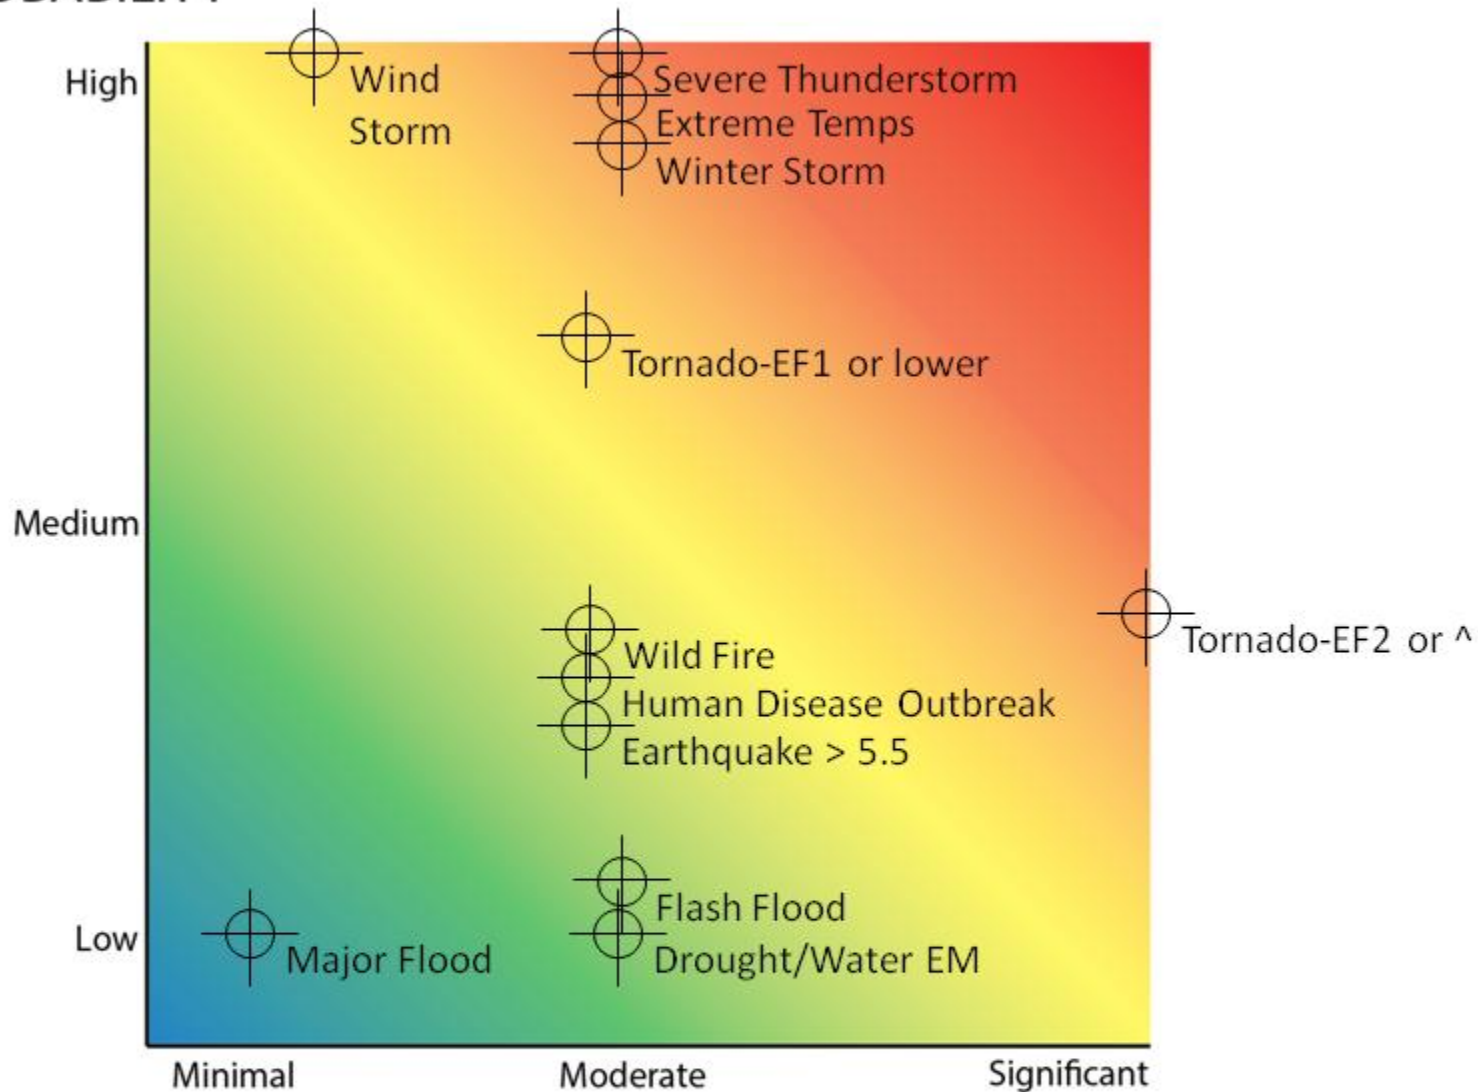 High
Wind
Storm
Severe Thunderstorm
Extreme Temps
Winter Storm
Tornado-EF1 or lower
Medium
Tornado-EF2 or ^
Wild Fire
Human Disease Outbreak
Earthquake > 5.5
Flash Flood
Low
Major Flood
Drought/Water EM
Minimal
Moderate
Significant